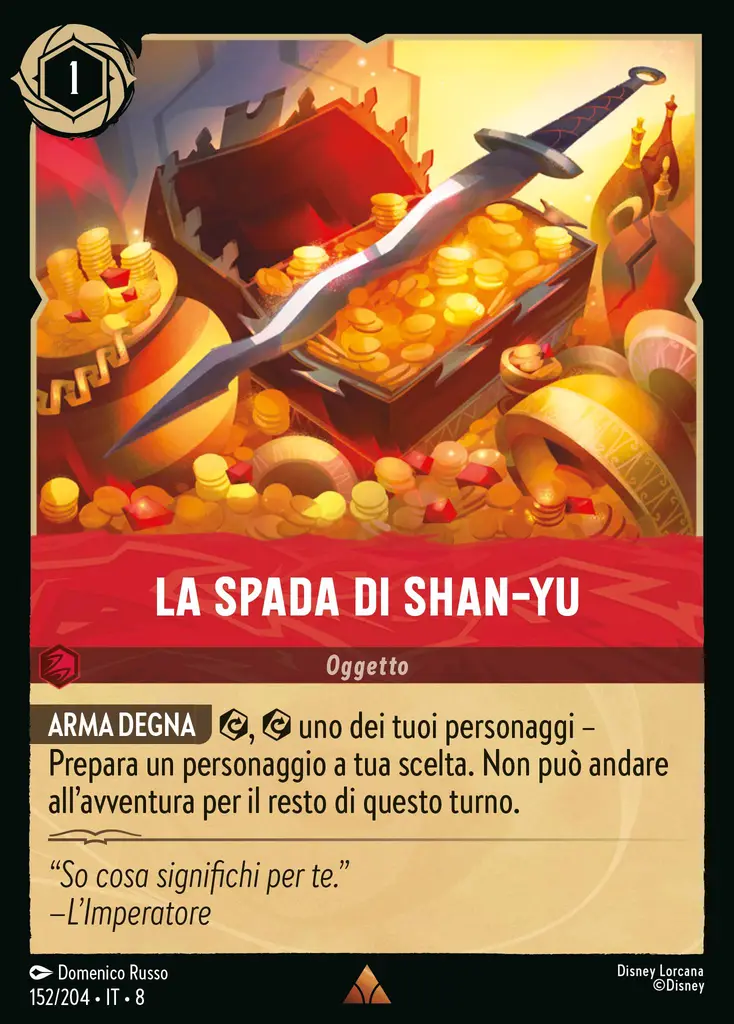 1
LA SPADA DI SHAN-YU
Oggetto
ARMA DEGNA , uno dei tuoi personaggi –
Prepara un personaggio a tua scelta. Non può andare
all’avventura per il resto di questo turno.
“So cosa significhi per te.”
–L’Imperatore
Domenico Russo
Disney Lorcana
152/204 • IT • 8
©Disney